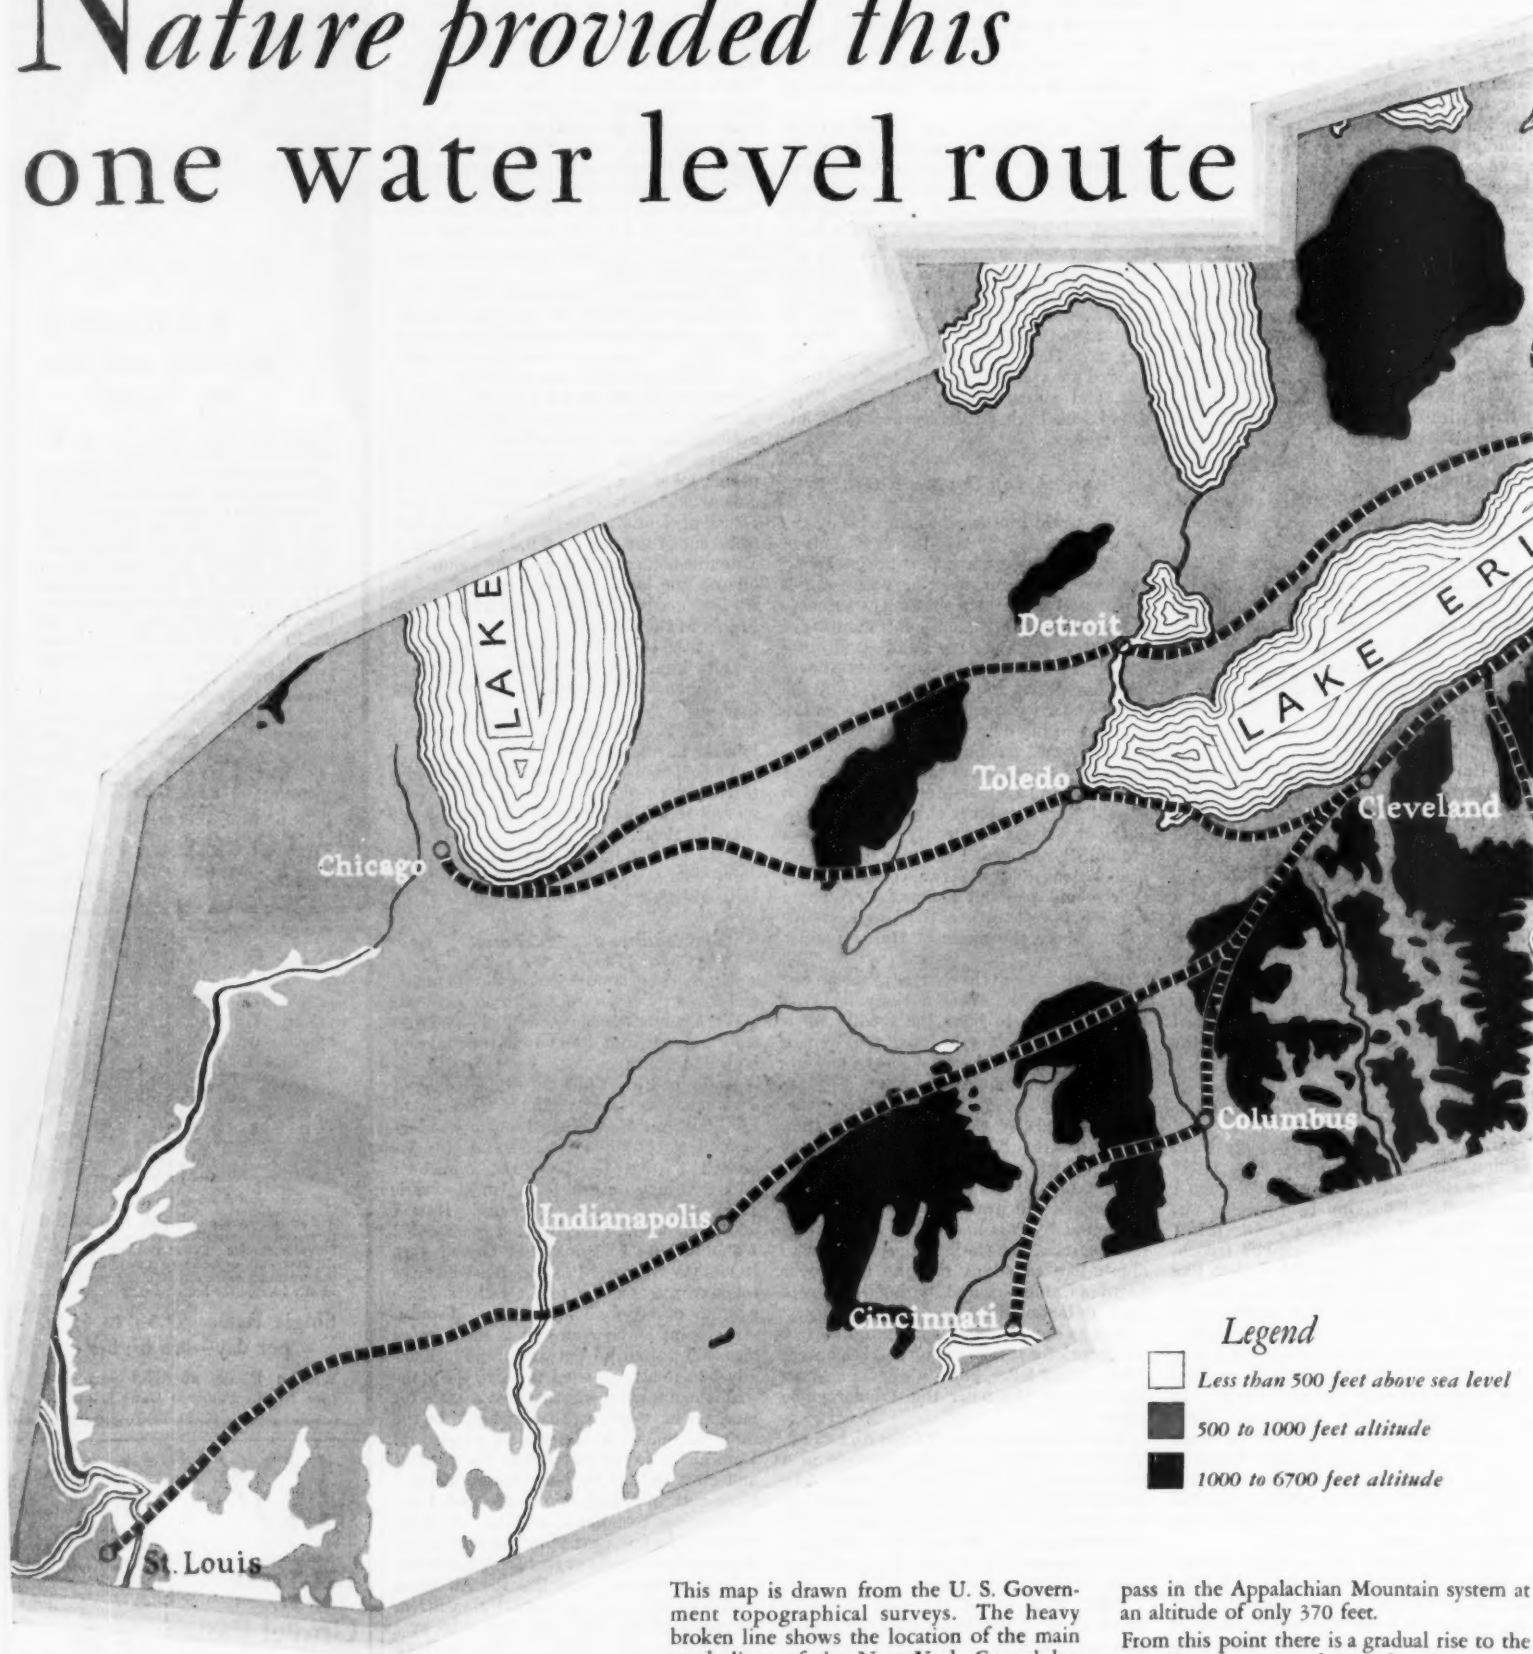 Nature provided this
one water level route
LAKE
LAKE ERI
Detroit
Toledo
Cleveland
Chicago
Columbus
Indianapolis
Cincinnati
St. Louis
Legend
Less than 500 feet above sea level
500 to 1000 feet altitude
1000 to 6700 feet altitude
This map is drawn from the U. S. Govern-
ment topographical surveys. The heavy
broken line shows the location of the main
pass in the Appalachian Mountain system at
an altitude of only 370 feet.
From this point there is a gradual rise to the